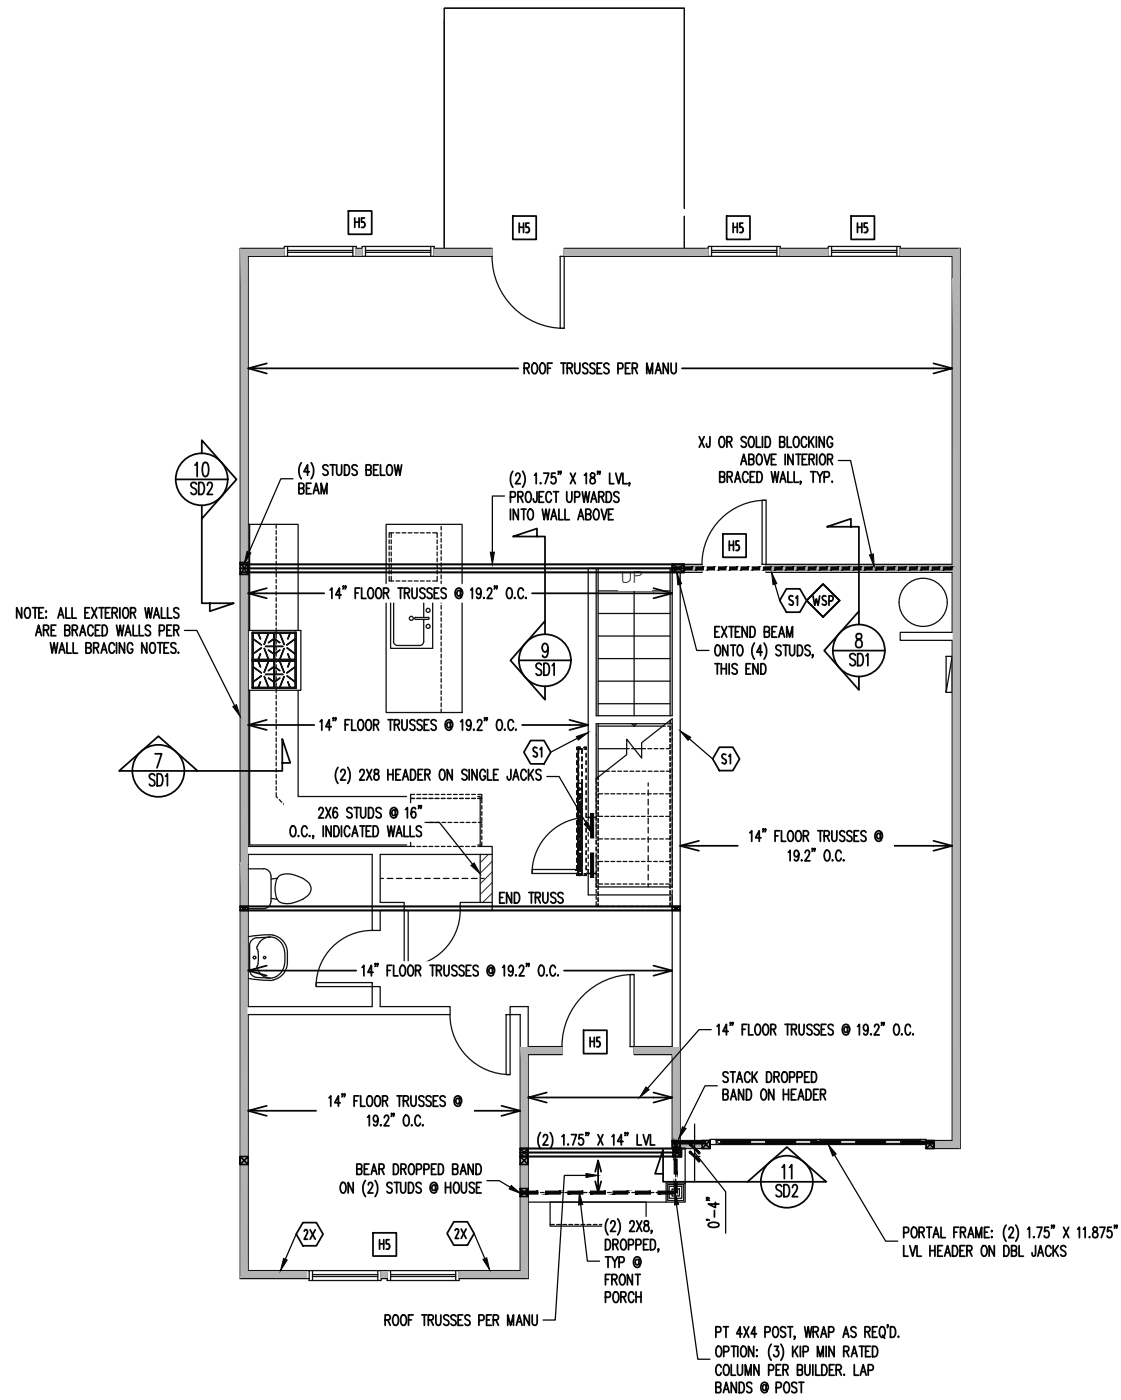 H5
H5
H5
H5
ROOF TRUSSES PER MANU
XJ OR SOLID BLOCKING
ABOVE INTERIOR
BRACED WALL, TYP.
10
SD2
(4) STUDS BELOW
BEAM
(2) 1.75" X 18" LVL,
PROJECT UPWARDS
INTO WALL ABOVE
H5
UP
14" FLOOR TRUSSES @ 19.2" O.C.
S1
WSP
NOTE: ALL EXTERIOR WALLS
ARE BRACED WALLS PER
WALL BRACING NOTES.
EXTEND BEAM
ONTO (4) STUDS,
THIS END
9
SD1
8
SD1
14" FLOOR TRUSSES @ 19.2" O.C.
S1
S1
7
SD1
(2) 2X8 HEADER ON SINGLE JACKS
2X6 STUDS @ 16"
O.C., INDICATED WALLS
14" FLOOR TRUSSES @
19.2" O.C.
END TRUSS
14" FLOOR TRUSSES @ 19.2" O.C.
H5
14" FLOOR TRUSSES @ 19.2" O.C.
STACK DROPPED
BAND ON HEADER
14" FLOOR TRUSSES @
19.2" O.C.
(2) 1.75" X 14" LVL
BEAR DROPPED BAND
ON (2) STUDS @ HOUSE
11
SD2
0'-4"
2X
H5
2X
(2) 2X8,
DROPPED,
TYP @
FRONT
PORCH
PORTAL FRAME: (2) 1.75" X 11.875"
LVL HEADER ON DBL JACKS
ROOF TRUSSES PER MANU
PT 4X4 POST, WRAP AS REQ'D.
OPTION: (3) KIP MIN RATED
COLUMN PER BUILDER. LAP
BANDS @ POST